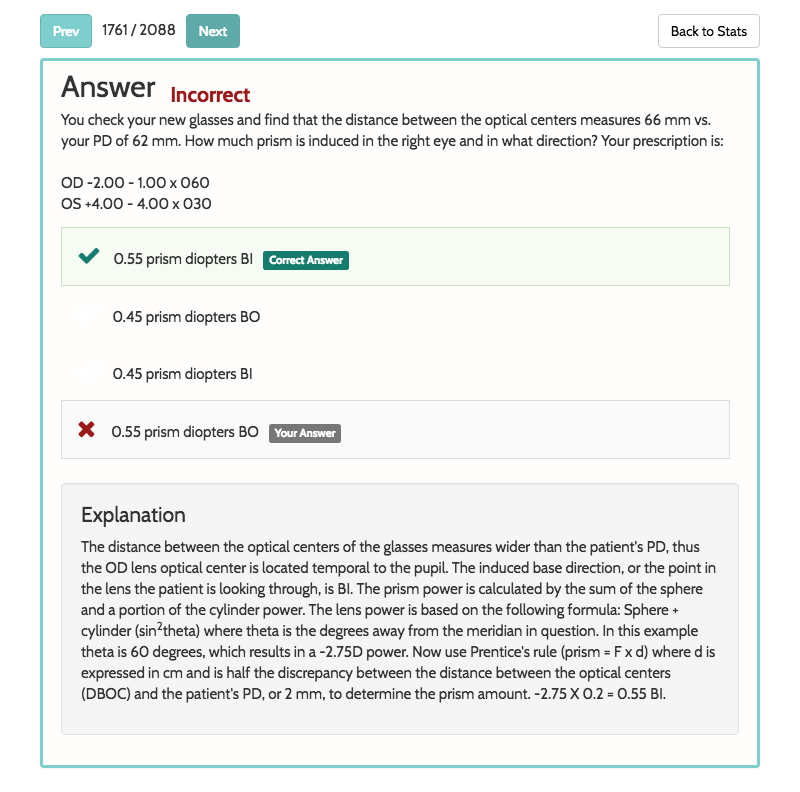 Prev 1761 / 2088 Next Back to Stats
Answer Incorrect
You check your new glasses and find that the distance between the optical centers measures 66 mm vs.
your PD of 62 mm. How much prism is induced in the right eye and in what direction? Your prescription is:
OD -2.00 - 1.00 x 060
OS +4.00 - 4.00 x 030
0.55 prism diopters BI Correct Answer
0.45 prism diopters BO
0.45 prism diopters BI
0.55 prism diopters BO Your Answer
Explanation
The distance between the optical centers of the glasses measures wider than the patient's PD, thus
the OD lens optical center is located temporal to the pupil. The induced base direction, or the point in
the lens the patient is looking through, is BI. The prism power is calculated by the sum of the sphere
and a portion of the cylinder power. The lens power is based on the following formula: Sphere +
cylinder (sin²theta) where theta is the degrees away from the meridian in question. In this example
theta is 60 degrees, which results in a -2.75D power. Now use Prentice's rule (prism = F x d) where d is
expressed in cm and is half the discrepancy between the distance between the optical centers
(DBOC) and the patient's PD, or 2 mm, to determine the prism amount. -2.75 X 0.2 = 0.55 BI.